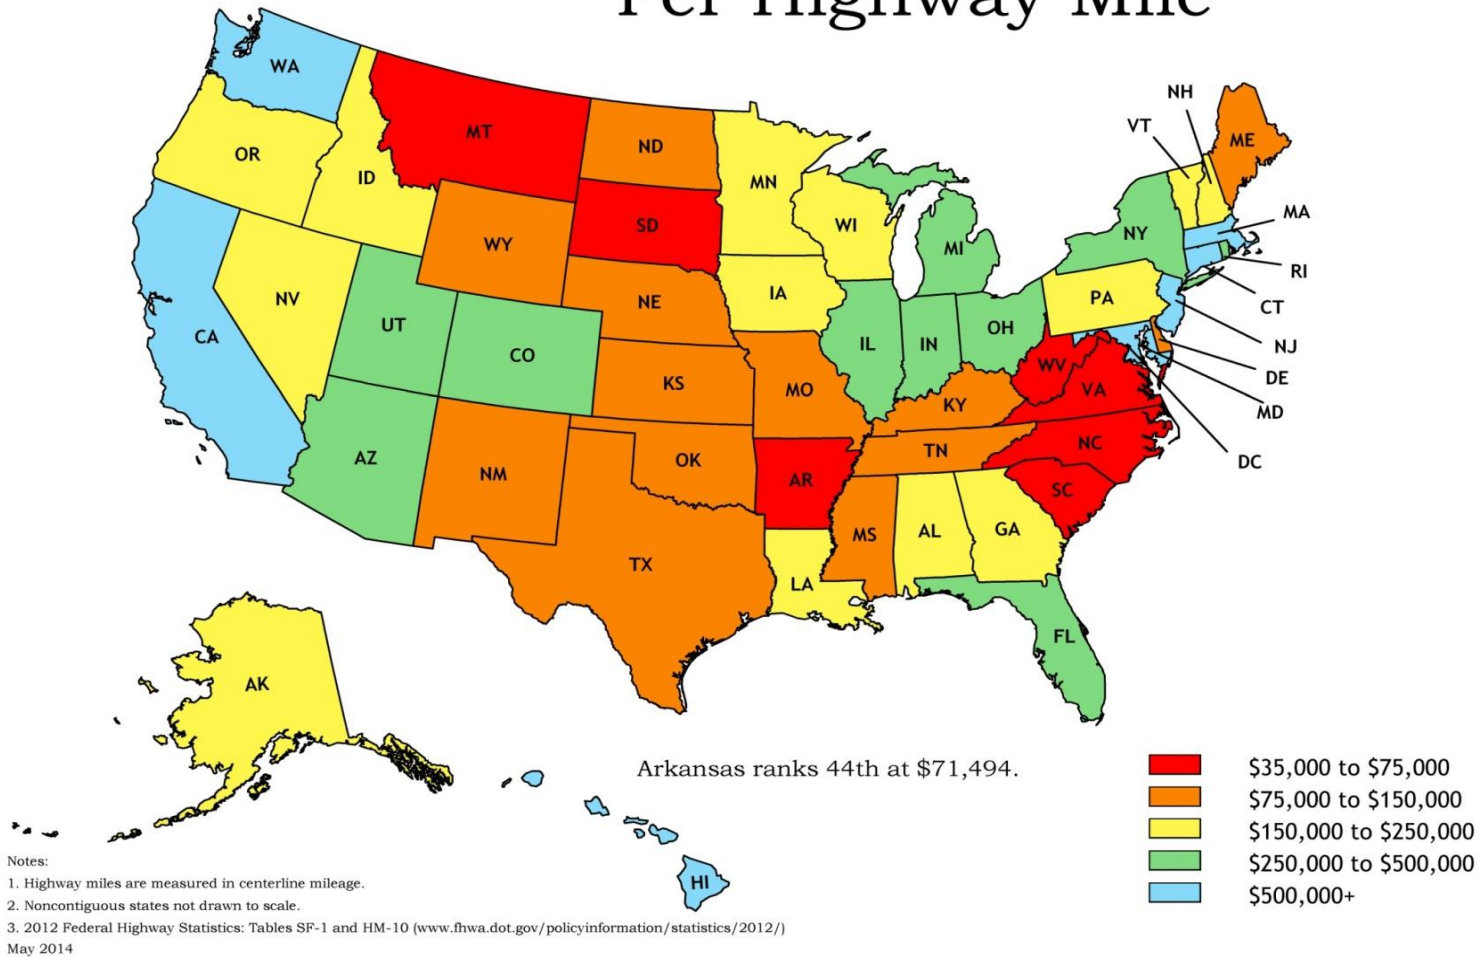 Per Highway Mile
WA
OR
CA
NV
ID
MT
WY
UT
CO
AZ
NM
ND
SD
NE
KS
OK
TX
MN
IA
MO
AR
LA
WI
IL
IN
MI
OH
KY
TN
MS
AL
GA
FL
SC
NC
VA
WV
PA
NY
VT
NH
ME
MA
RI
CT
NJ
DE
MD
DC
AK
HI
Arkansas ranks 44th at $71,494.
$35,000 to $75,000
$75,000 to $150,000
$150,000 to $250,000
$250,000 to $500,000
$500,000+
Notes:
1. Highway miles are measured in centerline mileage.
2. Noncontiguous states not drawn to scale.
3. 2012 Federal Highway Statistics: Tables SF-1 and HM-10 (www.fhwa.dot.gov/policyinformation/statistics/2012/)
May 2014